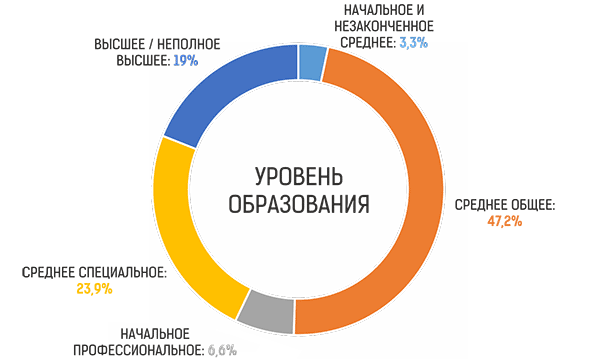 НАЧАЛЬНОЕ И
НЕЗАКОНЧЕННОЕ
СРЕДНЕЕ: 3,3%
ВЫСШЕЕ / НЕПОЛНОЕ
ВЫСШЕЕ: 19%
УРОВЕНЬ
ОБРАЗОВАНИЯ
СРЕДНЕЕ ОБЩЕЕ:
47,2%
СРЕДНЕЕ СПЕЦИАЛЬНОЕ:
23,9%
НАЧАЛЬНОЕ
ПРОФЕССИОНАЛЬНОЕ: 6,6%